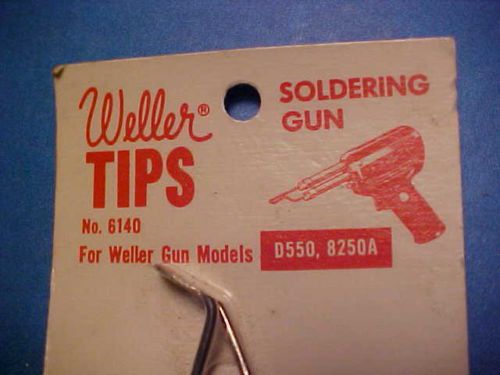 Weller®
TIPS
No. 6140
For Weller Gun Models D550, 8250A
SOLDERING
GUN